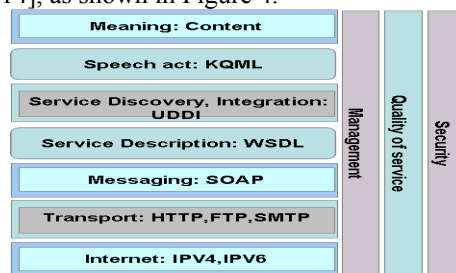 14], as shown in Figure 4.
Meaning: Content
Speech act: KQML
Service Discovery, Integration:
UDDI
Service Description: WSDL
Messaging: SOAP
Transport: HTTP,FTP,SMTP
Internet: IPV4,IPV6
Management
Quality of service
Security